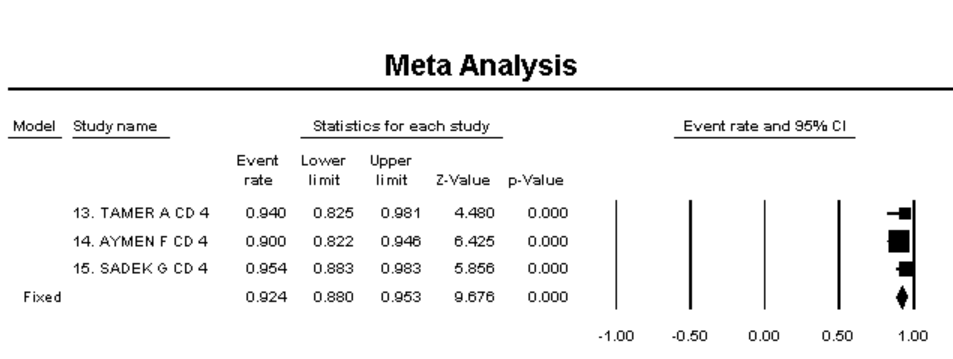 Meta Analysis
Model Study name Statistics for each study Event rate and 95% CI
Event Lower Upper
rate limit limit Z-Value p-Value
13. TAMER A CD 4 0.940 0.825 0.981 4.480 0.000
14. AYMEN F CD 4 0.900 0.822 0.946 6.425 0.000
15. SADEK G CD 4 0.954 0.883 0.983 5.856 0.000
Fixed 0.924 0.880 0.953 9.676 0.000
-1.00 -0.50 0.00 0.50 1.00